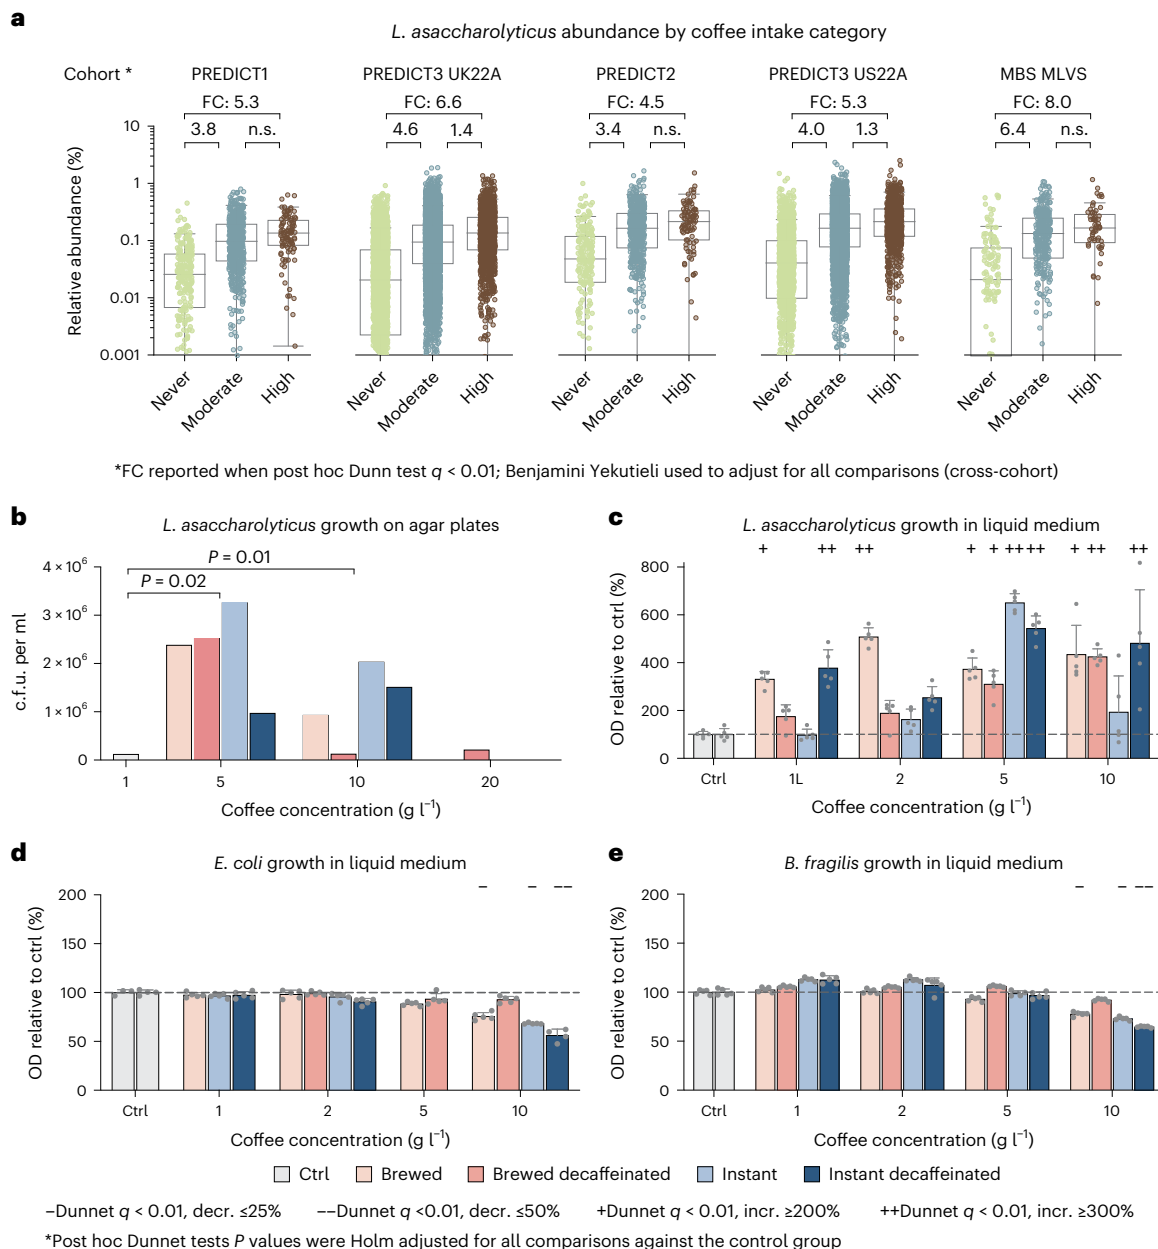 a
L. asaccharolyticus abundance by coffee intake category
Cohort * PREDICT1 PREDICT3 UK22A PREDICT2 PREDICT3 US22A MBS MLVS
FC: 5.3 FC: 6.6 FC: 4.5 FC: 5.3 FC: 8.0
3.8 n.s. 4.6 1.4 3.4 n.s. 4.0 1.3 6.4 n.s.
Relative abundance (%)
10
1
0.1
0.01
0.001
Never Moderate High Never Moderate High Never Moderate High Never Moderate High Never Moderate High
*FC reported when post hoc Dunn test q < 0.01; Benjamini Yekutieli used to adjust for all comparisons (cross-cohort)
b
L. asaccharolyticus growth on agar plates
P = 0.01
P = 0.02
c.f.u. per ml
4 × 10⁶
3 × 10⁶
2 × 10⁶
1 × 10⁶
0
1 5 10 20
Coffee concentration (g l⁻¹)
c
L. asaccharolyticus growth in liquid medium
+ ++ ++ + + ++ ++ + ++ ++
OD relative to ctrl (%)
800
600
400
200
0
Ctrl 1L 2 5 10
Coffee concentration (g l⁻¹)
d
E. coli growth in liquid medium
– – ––
OD relative to ctrl (%)
200
150
100
50
0
Ctrl 1 2 5 10
Coffee concentration (g l⁻¹)
e
B. fragilis growth in liquid medium
– – ––
OD relative to ctrl (%)
200
150
100
50
0
Ctrl 1 2 5 10
Coffee concentration (g l⁻¹)
Ctrl Brewed Brewed decaffeinated Instant Instant decaffeinated
–Dunnet q < 0.01, decr. ≤25% ––Dunnet q <0.01, decr. ≤50% +Dunnet q < 0.01, incr. ≥200% ++Dunnet q < 0.01, incr. ≥300%
*Post hoc Dunnet tests P values were Holm adjusted for all comparisons against the control group